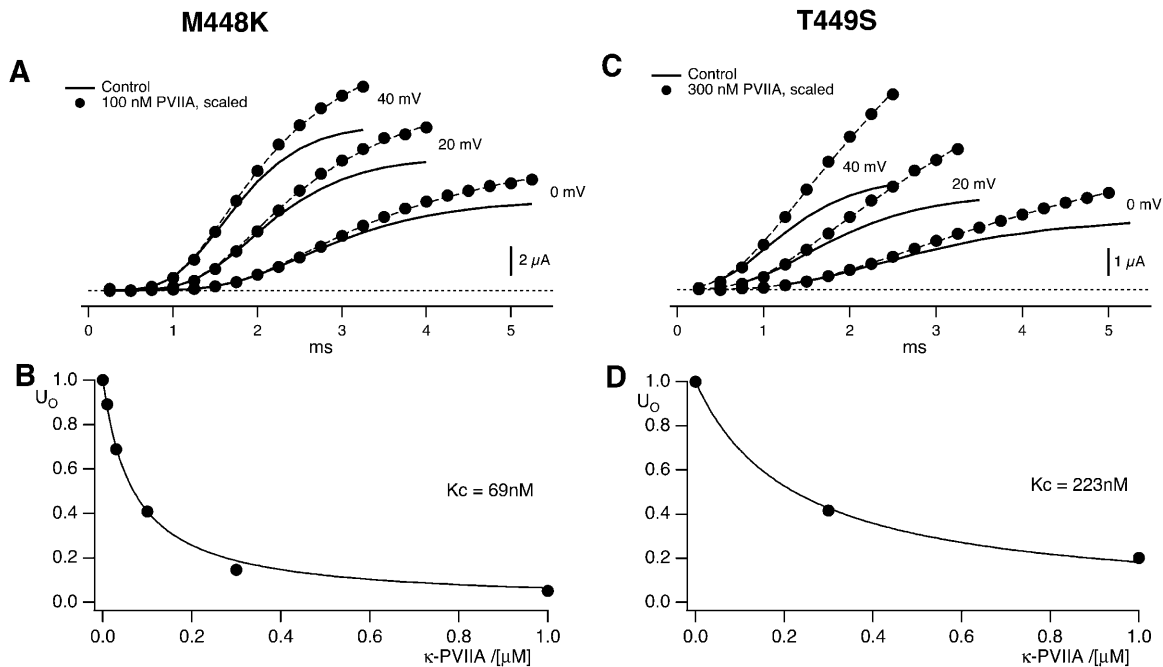 M448K
T449S
A
Control
100 nM PVIIA, scaled
40 mV
20 mV
0 mV
2 µA
0 1 2 3 4 5
ms
C
Control
300 nM PVIIA, scaled
40 mV
20 mV
0 mV
1 µA
0 1 2 3 4 5
ms
B
U_O
1.0
0.8
0.6
0.4
0.2
0.0
Kc = 69nM
0.0 0.2 0.4 0.6 0.8 1.0
κ-PVIIA /[µM]
D
U_O
1.0
0.8
0.6
0.4
0.2
0.0
Kc = 223nM
0.0 0.2 0.4 0.6 0.8 1.0
κ-PVIIA /[µM]